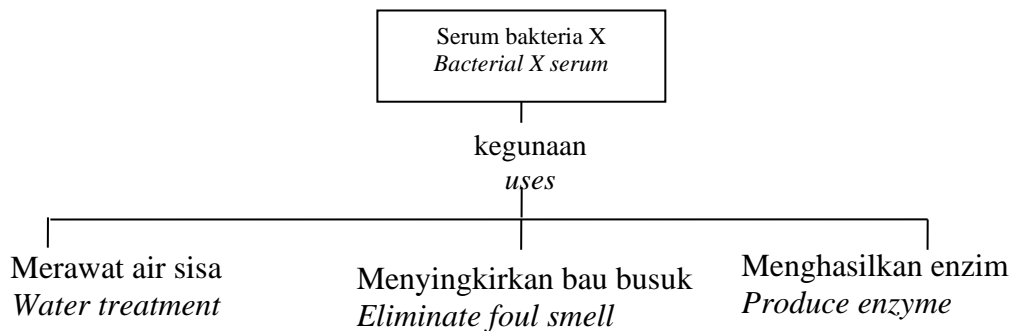 Serum bakteria X
Bacterial X serum
kegunaan
uses
Merawat air sisa
Water treatment
Menyingkirkan bau busuk
Eliminate foul smell
Menghasilkan enzim
Produce enzyme